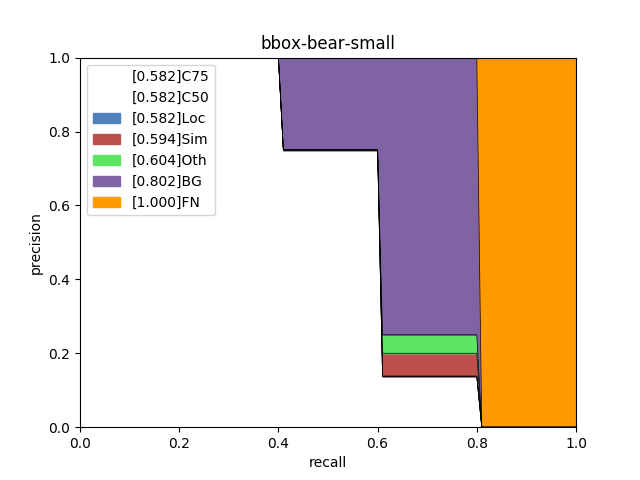 bbox-bear-small
1.0
0.8
0.6
0.4
0.2
0.0
precision
[0.582]C75
[0.582]C50
[0.582]Loc
[0.594]Sim
[0.604]Oth
[0.802]BG
[1.000]FN
0.0 0.2 0.4 0.6 0.8 1.0
recall